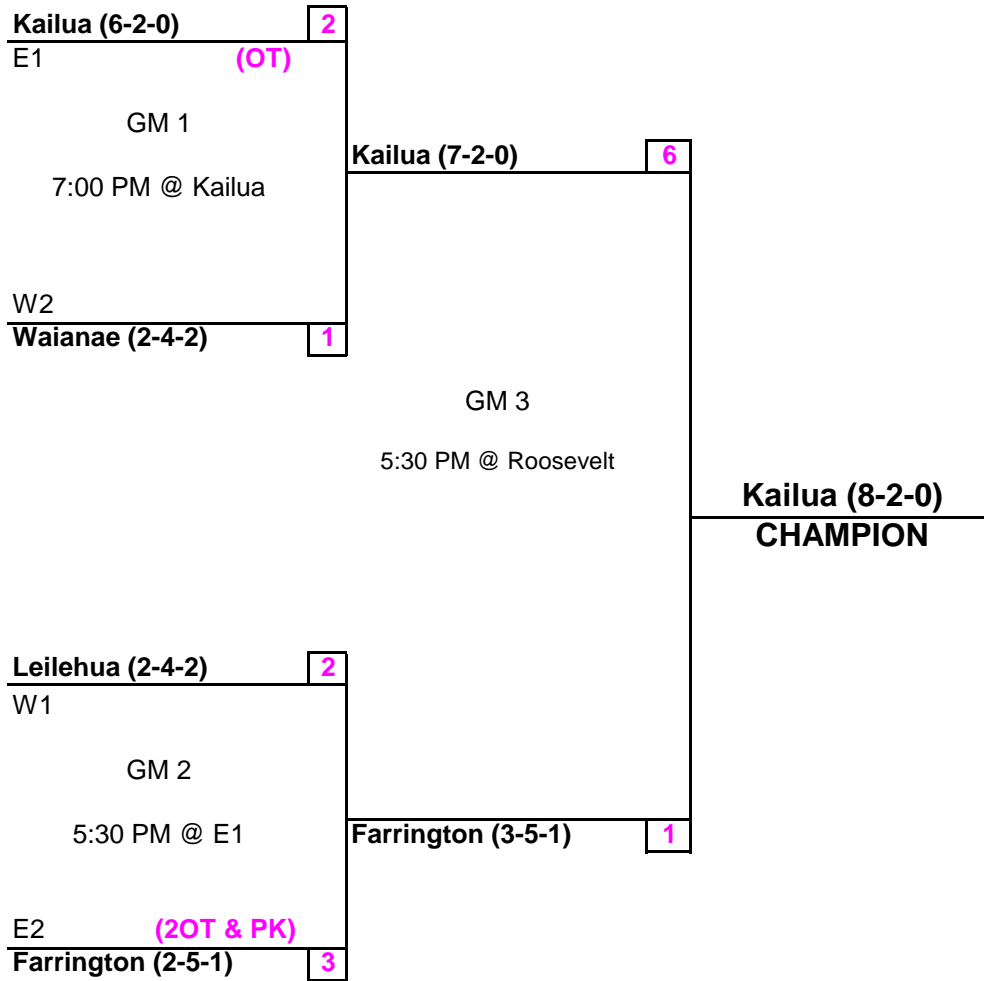 Kailua (6-2-0) 2
E1 (OT)
GM 1
Kailua (7-2-0) 6
7:00 PM @ Kailua
W2
Waianae (2-4-2) 1
GM 3
5:30 PM @ Roosevelt
Kailua (8-2-0)
CHAMPION
Leilehua (2-4-2) 2
W1
GM 2
5:30 PM @ E1
Farrington (3-5-1) 1
E2 (2OT & PK)
Farrington (2-5-1) 3